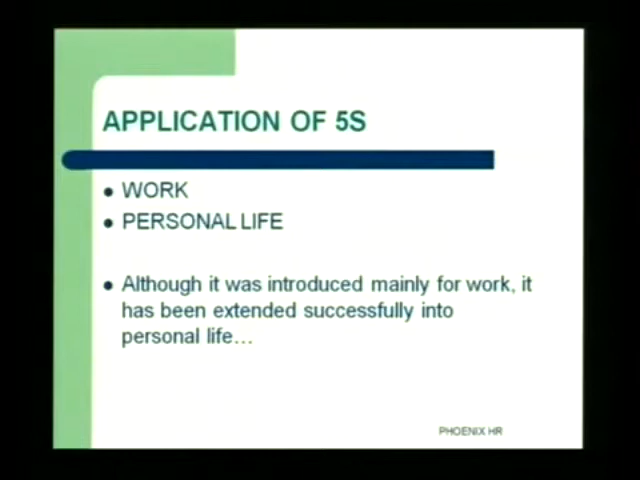 APPLICATION OF 5S
WORK
PERSONAL LIFE
Although it was introduced mainly for work, it
has been extended successfully into
personal life…
PHOENIX HR